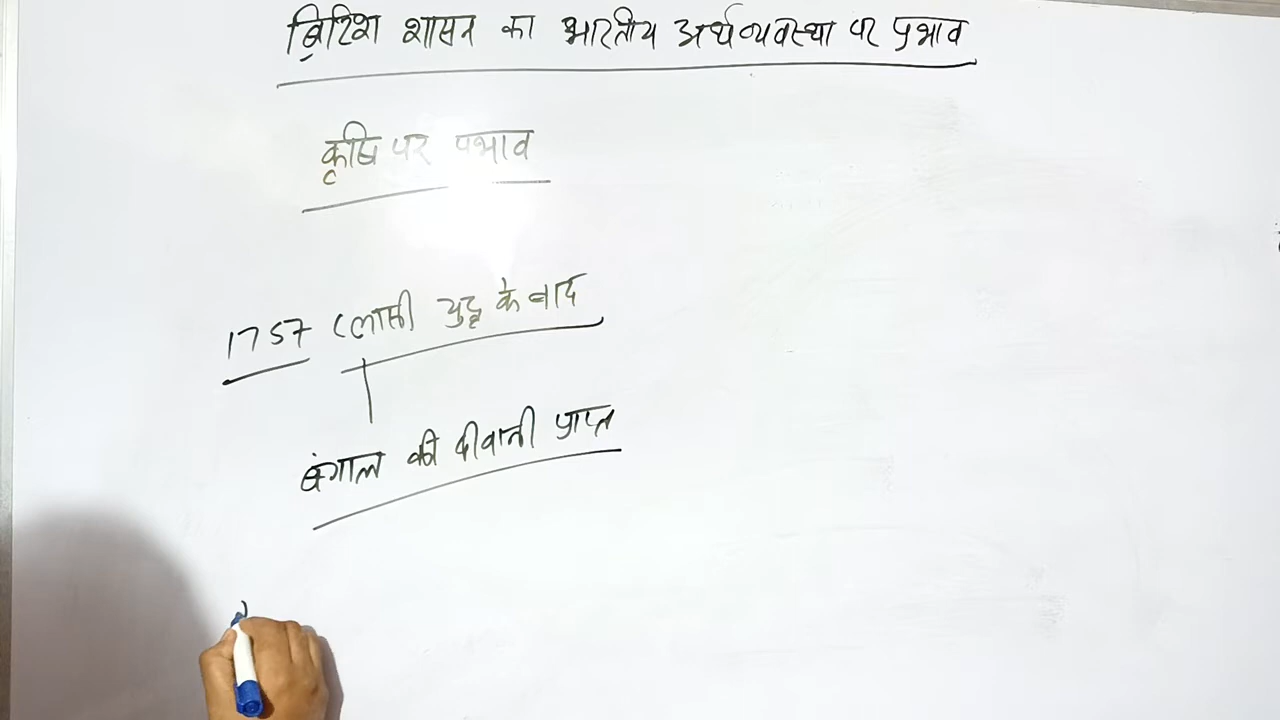 ब्रिटिश शासन का भारतीय अर्थव्यवस्था पर प्रभाव
कृषि पर प्रभाव
1757 प्लासी युद्ध के बाद
बंगाल की दीवानी प्राप्त